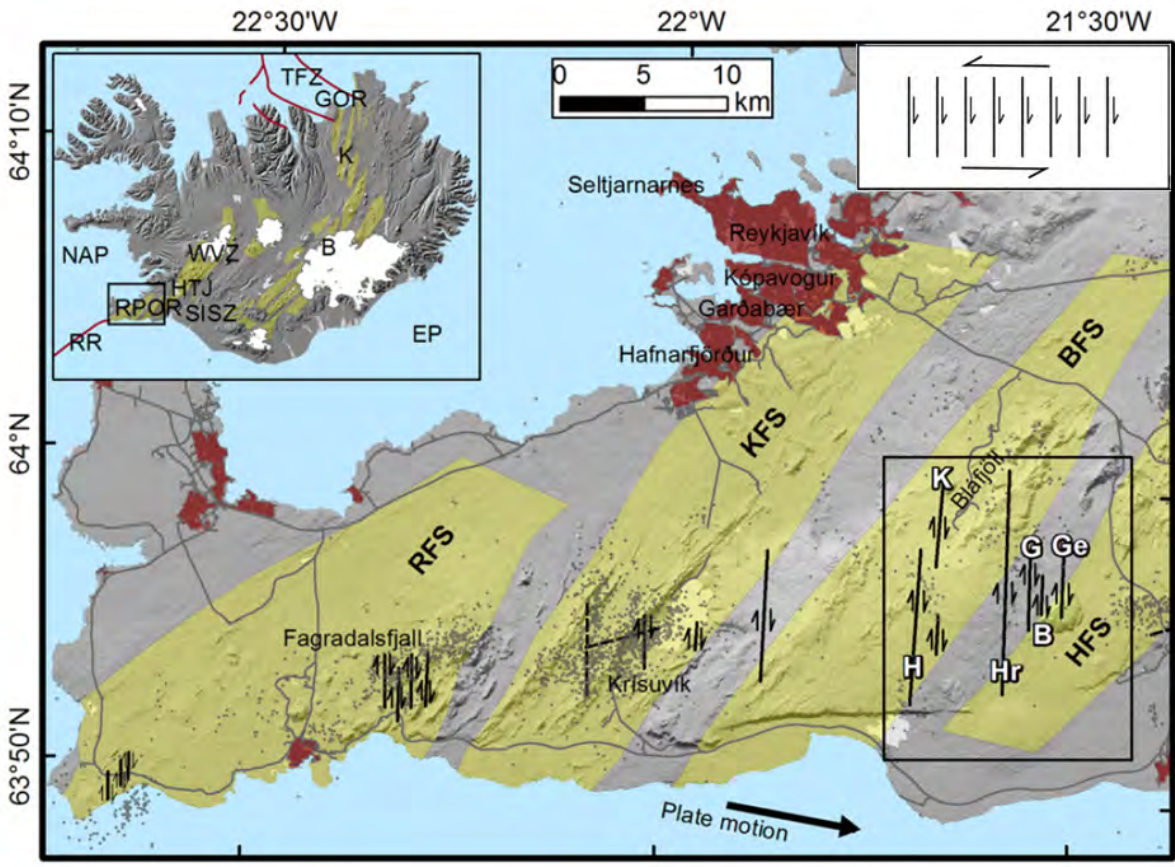 22°30'W
22°W
21°30'W
64°10'N
64°N
63°50'N
TFZ
GOR
K
NAP
WVZ
B
HTJ
RPOR
SISZ
RR
EP
0 5 10
km
Seltjarnarnes
Reykjavík
Kópavogur
Garðabær
Hafnarfjörður
BFS
KFS
RFS
Bláfjöll
K
G
Ge
Fagradalsfjall
Krísuvík
H
Hr
B
HFS
Plate motion